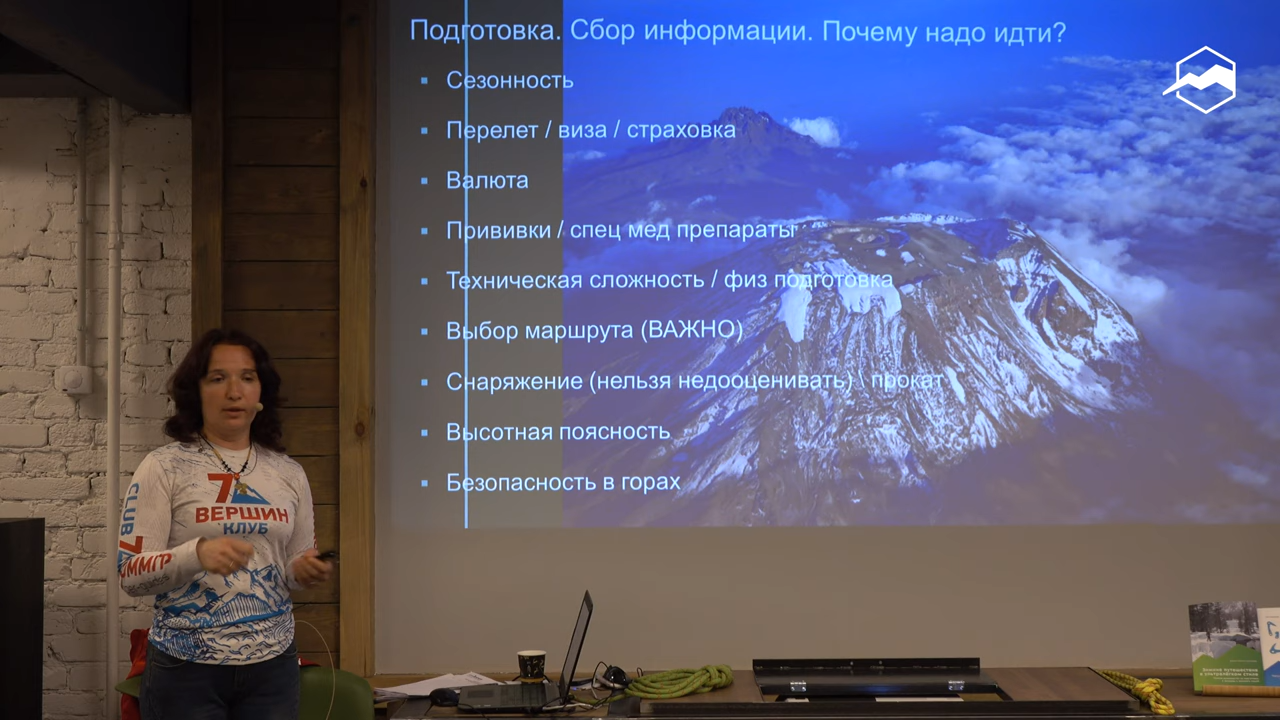 Подготовка. Сбор информации. Почему надо идти?
Сезонность
Перелет / виза / страховка
Валюта
Прививки / спец мед препараты
Техническая сложность / физ подготовка
Выбор маршрута (ВАЖНО)
Снаряжение (нельзя недооценивать) \ прокат
Высотная поясность
Безопасность в горах
7
ВЕРШИН
КЛУБ
CLUB
7